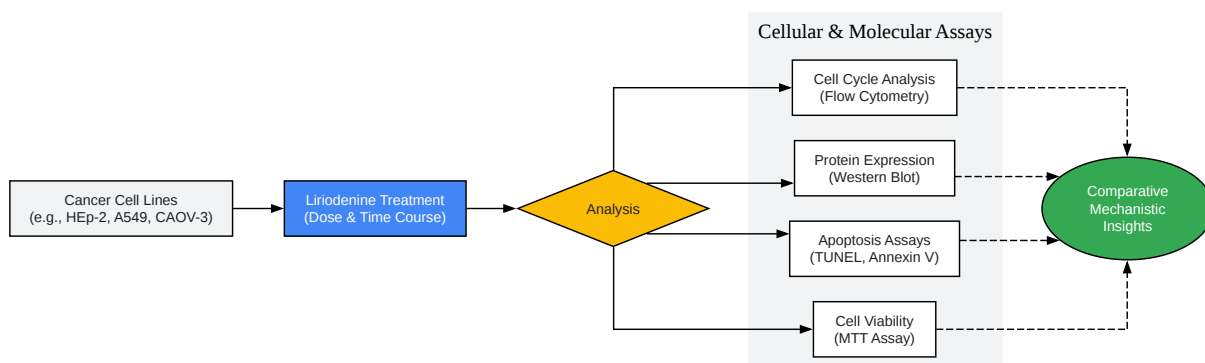 Cellular & Molecular Assays
Cancer Cell Lines
(e.g., HEp-2, A549, CAOV-3)
Liriodenine Treatment
(Dose & Time Course)
Analysis
Cell Cycle Analysis
(Flow Cytometry)
Protein Expression
(Western Blot)
Apoptosis Assays
(TUNEL, Annexin V)
Cell Viability
(MTT Assay)
Comparative
Mechanistic
Insights